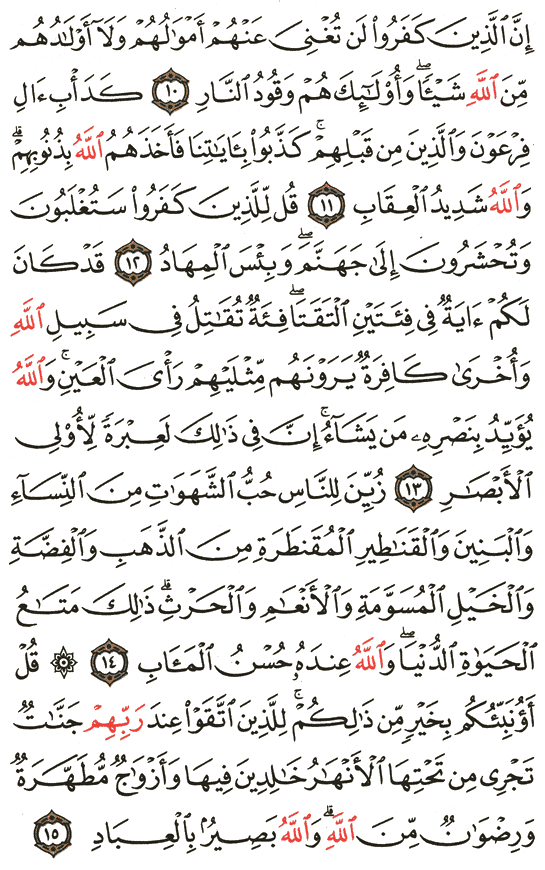 إِنَّ ٱلَّذِينَ كَفَرُواْ لَن تُغۡنِيَ عَنۡهُمۡ أَمۡوَٰلُهُمۡ وَلَآ أَوۡلَٰدُهُم
مِّنَ ٱللَّهِ شَيۡـٔٗاۖ وَأُوْلَٰٓئِكَ هُمۡ وَقُودُ ٱلنَّارِ ١٠ كَدَأۡبِ ءَالِ
فِرۡعَوۡنَ وَٱلَّذِينَ مِن قَبۡلِهِمۡۚ كَذَّبُواْ بِـَٔايَٰتِنَا فَأَخَذَهُمُ ٱللَّهُ بِذُنُوبِهِمۡۗ
وَٱللَّهُ شَدِيدُ ٱلۡعِقَابِ ١١ قُل لِّلَّذِينَ كَفَرُواْ سَتُغۡلَبُونَ
وَتُحۡشَرُونَ إِلَىٰ جَهَنَّمَۖ وَبِئۡسَ ٱلۡمِهَادُ ١٢ قَدۡ كَانَ
لَكُمۡ ءَايَةٞ فِي فِئَتَيۡنِ ٱلۡتَقَتَاۖ فِئَةٞ تُقَٰتِلُ فِي سَبِيلِ ٱللَّهِ
وَأُخۡرَىٰ كَافِرَةٞ يَرَوۡنَهُم مِّثۡلَيۡهِمۡ رَأۡيَ ٱلۡعَيۡنِۚ وَٱللَّهُ
يُؤَيِّدُ بِنَصۡرِهِۦ مَن يَشَآءُۚ إِنَّ فِي ذَٰلِكَ لَعِبۡرَةٗ لِّأُوْلِي
ٱلۡأَبۡصَٰرِ ١٣ زُيِّنَ لِلنَّاسِ حُبُّ ٱلشَّهَوَٰتِ مِنَ ٱلنِّسَآءِ
وَٱلۡبَنِينَ وَٱلۡقَنَٰطِيرِ ٱلۡمُقَنطَرَةِ مِنَ ٱلذَّهَبِ وَٱلۡفِضَّةِ
وَٱلۡخَيۡلِ ٱلۡمُسَوَّمَةِ وَٱلۡأَنۡعَٰمِ وَٱلۡحَرۡثِۗ ذَٰلِكَ مَتَٰعُ
ٱلۡحَيَوٰةِ ٱلدُّنۡيَاۖ وَٱللَّهُ عِندَهُۥ حُسۡنُ ٱلۡمَـَٔابِ ١٤ ۞ قُلۡ
أَؤُنَبِّئُكُم بِخَيۡرٖ مِّن ذَٰلِكُمۡۖ لِلَّذِينَ ٱتَّقَوۡاْ عِندَ رَبِّهِمۡ جَنَّٰتٞ
تَجۡرِي مِن تَحۡتِهَا ٱلۡأَنۡهَٰرُ خَٰلِدِينَ فِيهَا وَأَزۡوَٰجٞ مُّطَهَّرَةٞ
وَرِضۡوَٰنٞ مِّنَ ٱللَّهِۗ وَٱللَّهُ بَصِيرُۢ بِٱلۡعِبَادِ ١٥